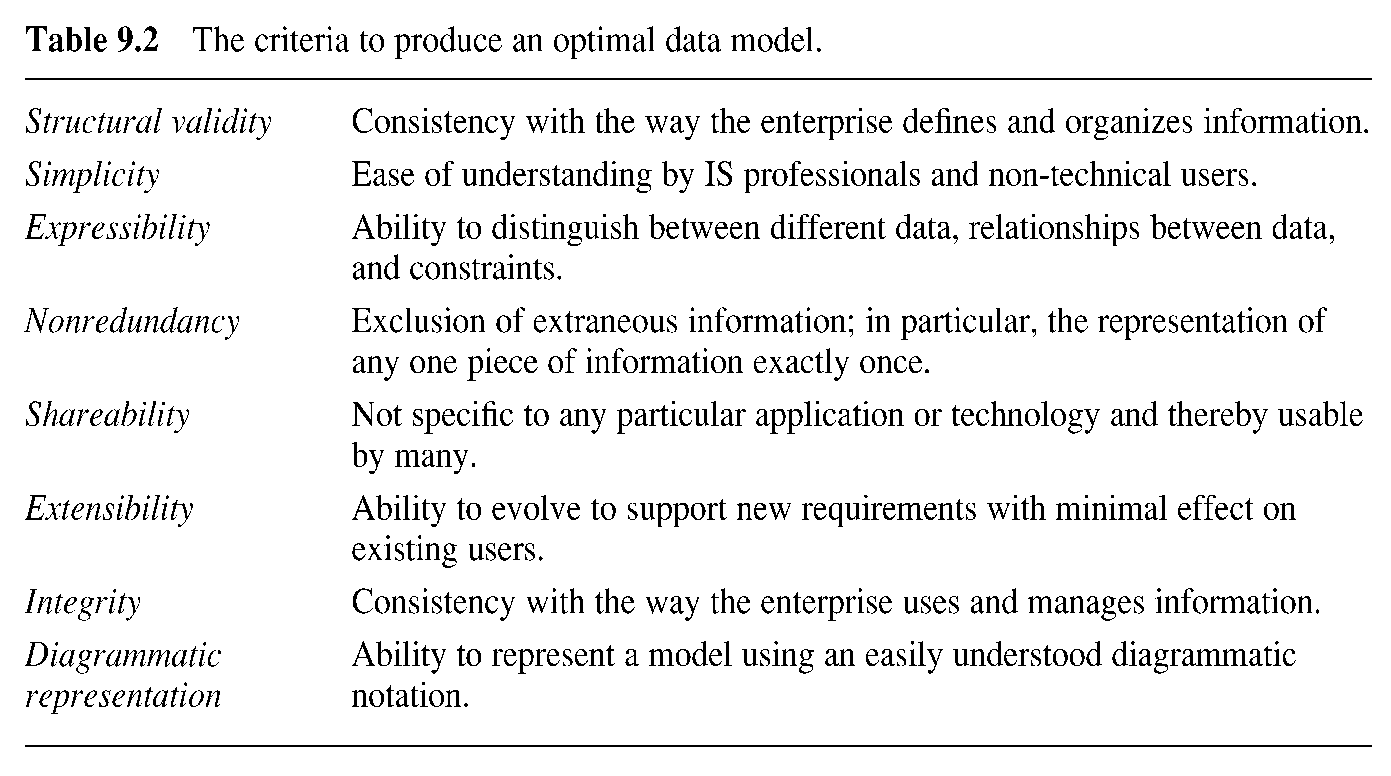 Table 9.2 The criteria to produce an optimal data model.
Structural validity Consistency with the way the enterprise defines and organizes information.
Simplicity Ease of understanding by IS professionals and non-technical users.
Expressibility Ability to distinguish between different data, relationships between data,
and constraints.
Nonredundancy Exclusion of extraneous information; in particular, the representation of
any one piece of information exactly once.
Shareability Not specific to any particular application or technology and thereby usable
by many.
Extensibility Ability to evolve to support new requirements with minimal effect on
existing users.
Integrity Consistency with the way the enterprise uses and manages information.
Diagrammatic Ability to represent a model using an easily understood diagrammatic
representation notation.